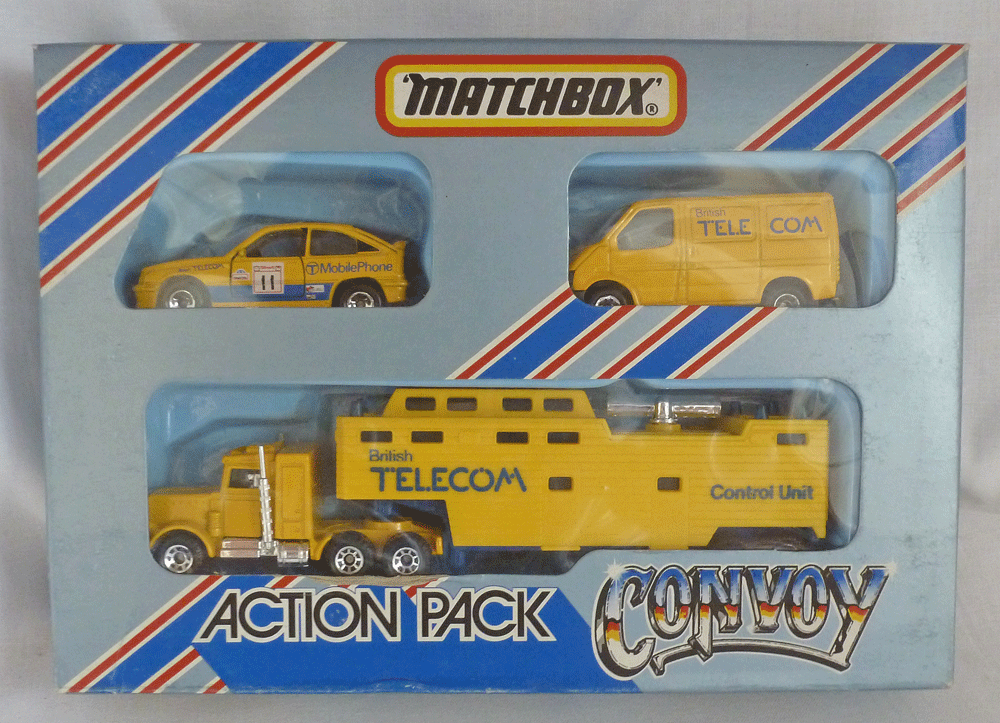 'MATCHBOX'®
TELECOM
11
T MobilePhone
British
TELE COM
British
TELECOM
Control Unit
ACTION PACK
CONVOY